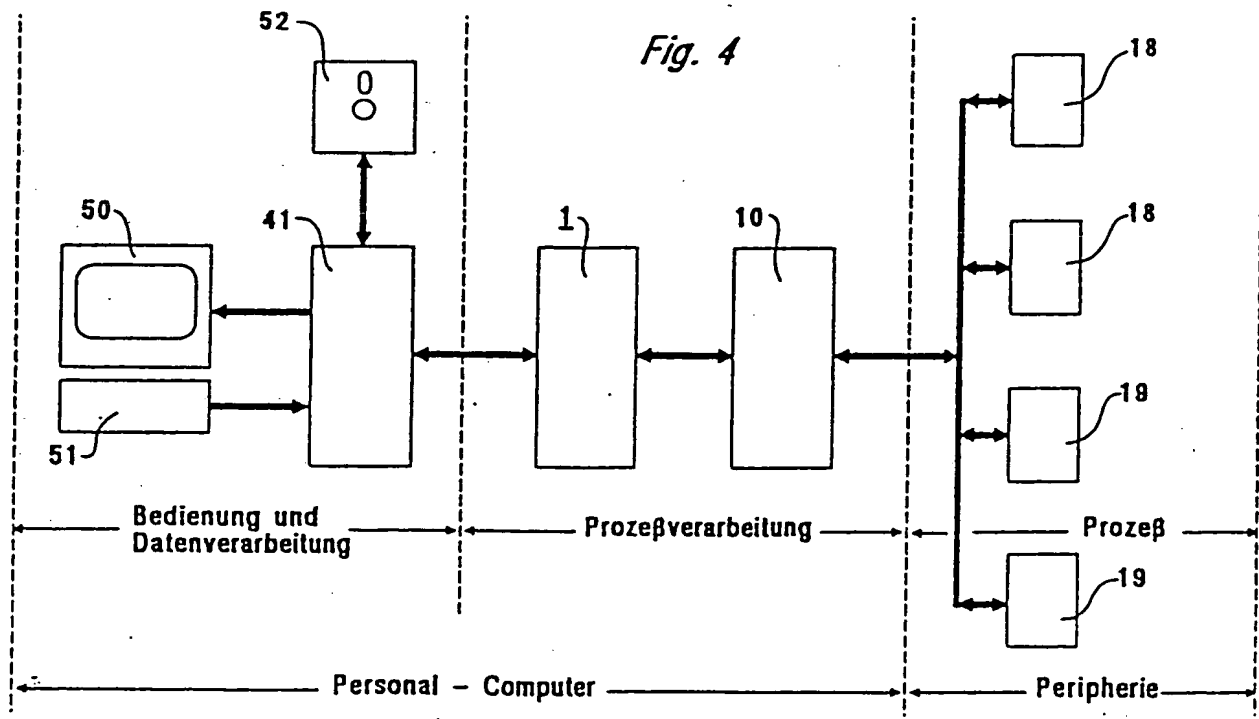 Fig. 4
52
18
50
41
1
10
18
51
19
Bedienung und
Datenverarbeitung
Prozeßverarbeitung
Prozeß
19
Personal – Computer
Peripherie